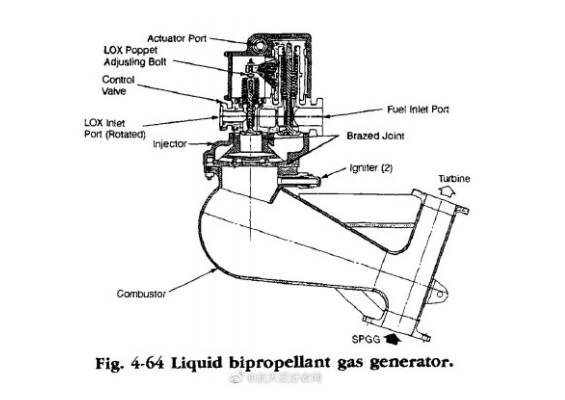 Actuator Port
LOX Poppet
Adjusting Bolt
Control
Valve
Fuel Inlet Port
LOX Inlet
Port (Rotated)
Brazed Joint
Injector
Igniter (2)
Turbine
Combustor
SPGG
Fig. 4-64 Liquid bipropellant gas generator.